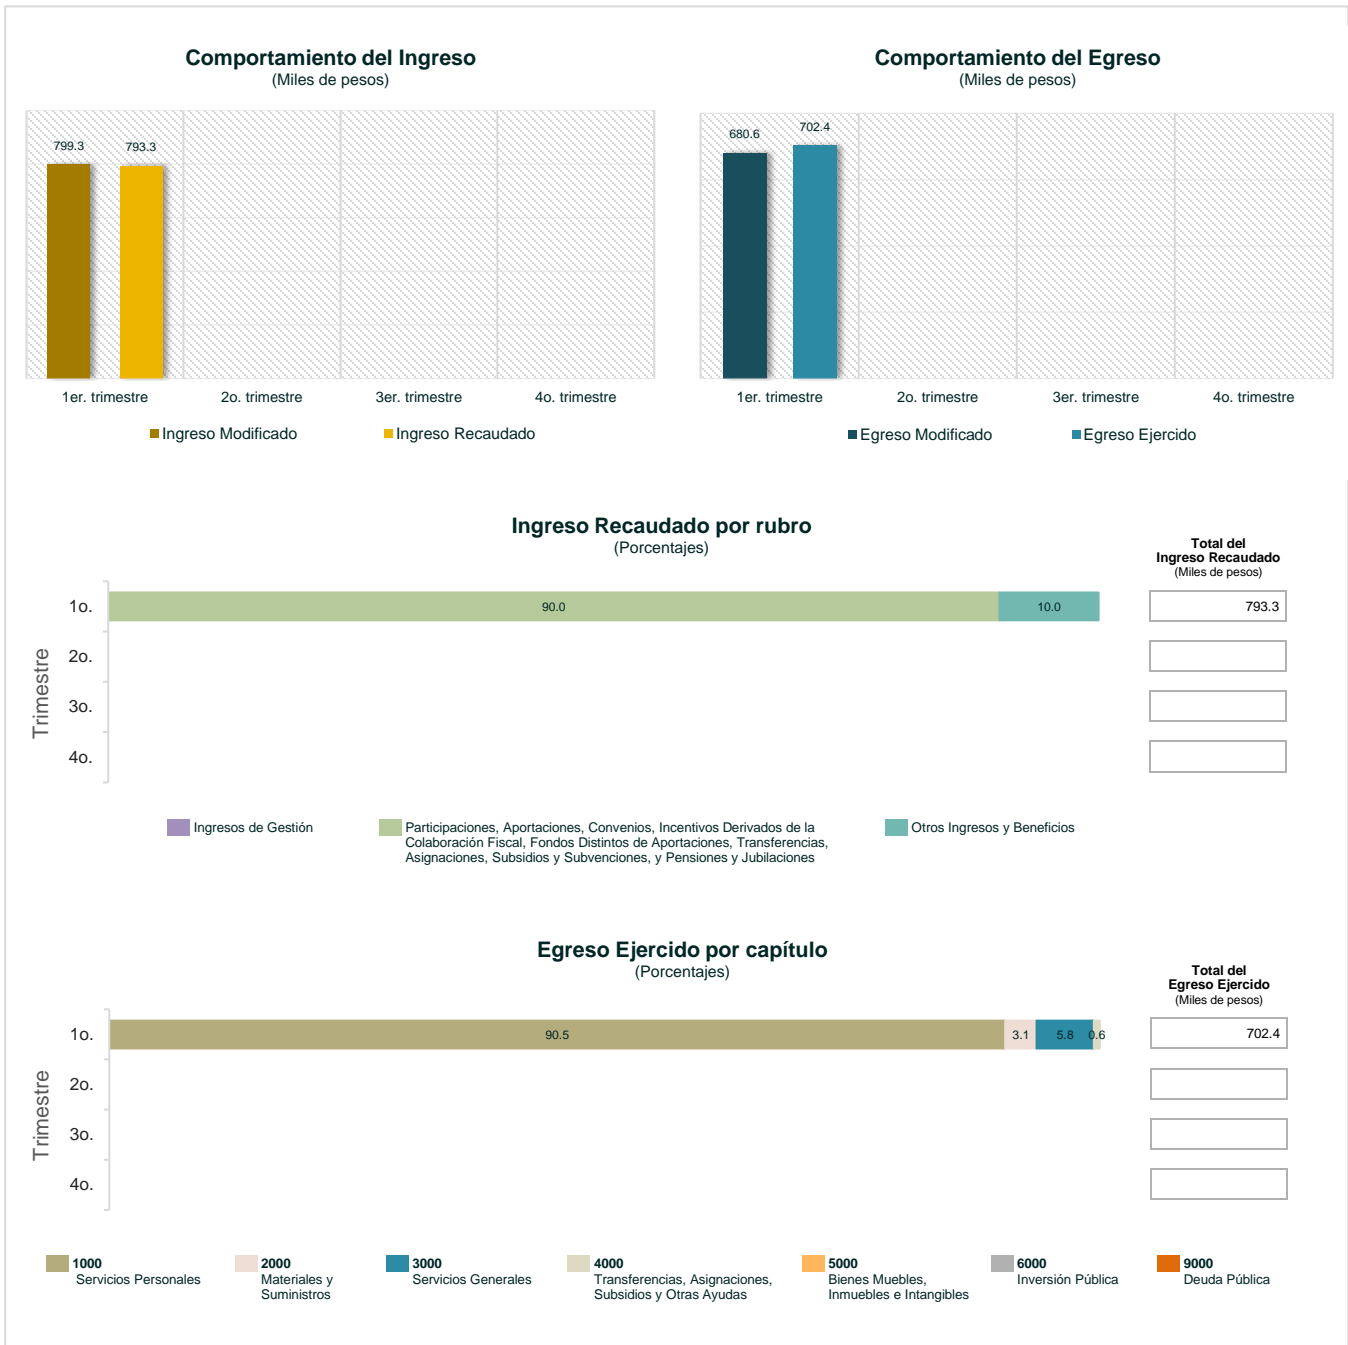 Comportamiento del Ingreso
(Miles de pesos)
799.3
793.3
1er. trimestre
2o. trimestre
3er. trimestre
4o. trimestre
Ingreso Modificado
Ingreso Recaudado
Comportamiento del Egreso
(Miles de pesos)
680.6
702.4
1er. trimestre
2o. trimestre
3er. trimestre
4o. trimestre
Egreso Modificado
Egreso Ejercido
Ingreso Recaudado por rubro
(Porcentajes)
Total del
Ingreso Recaudado
(Miles de pesos)
Trimestre
1o.
90.0
10.0
793.3
2o.
3o.
4o.
Ingresos de Gestión
Participaciones, Aportaciones, Convenios, Incentivos Derivados de la
Colaboración Fiscal, Fondos Distintos de Aportaciones, Transferencias,
Asignaciones, Subsidios y Subvenciones, y Pensiones y Jubilaciones
Otros Ingresos y Beneficios
Egreso Ejercido por capítulo
(Porcentajes)
Total del
Egreso Ejercido
(Miles de pesos)
Trimestre
1o.
90.5
3.1
5.8
0.6
702.4
2o.
3o.
4o.
1000
Servicios Personales
2000
Materiales y
Suministros
3000
Servicios Generales
4000
Transferencias, Asignaciones,
Subsidios y Otras Ayudas
5000
Bienes Muebles,
Inmuebles e Intangibles
6000
Inversión Pública
9000
Deuda Pública